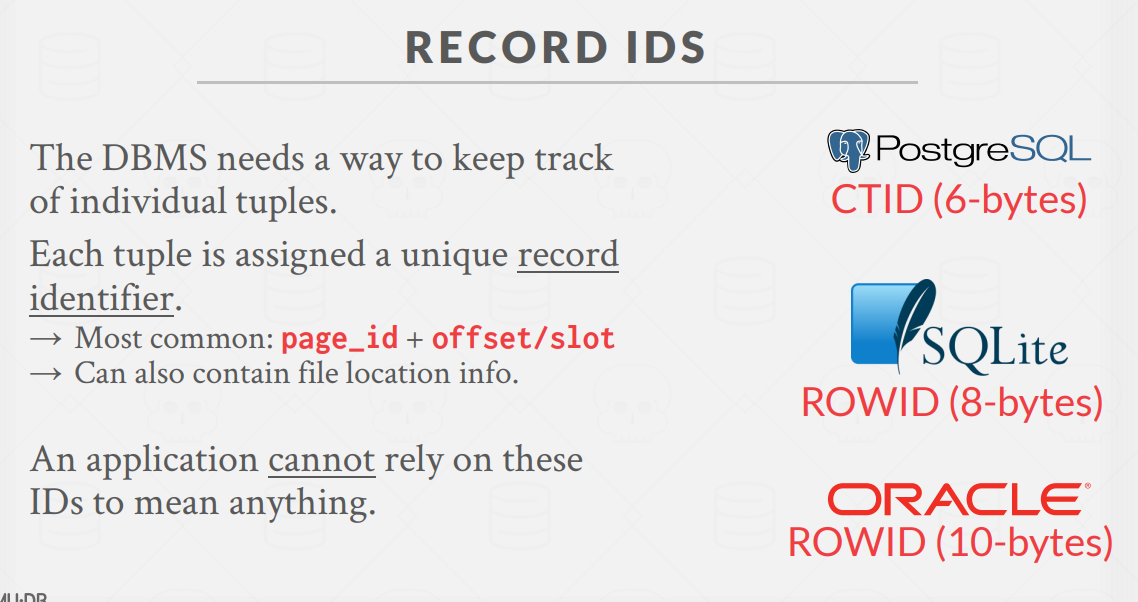 RECORD IDS
The DBMS needs a way to keep track
of individual tuples.
Each tuple is assigned a unique record
identifier.
→ Most common: page_id + offset/slot
→ Can also contain file location info.
An application cannot rely on these
IDs to mean anything.
PostgreSQL
CTID (6-bytes)
SQLite
ROWID (8-bytes)
ORACLE®
ROWID (10-bytes)